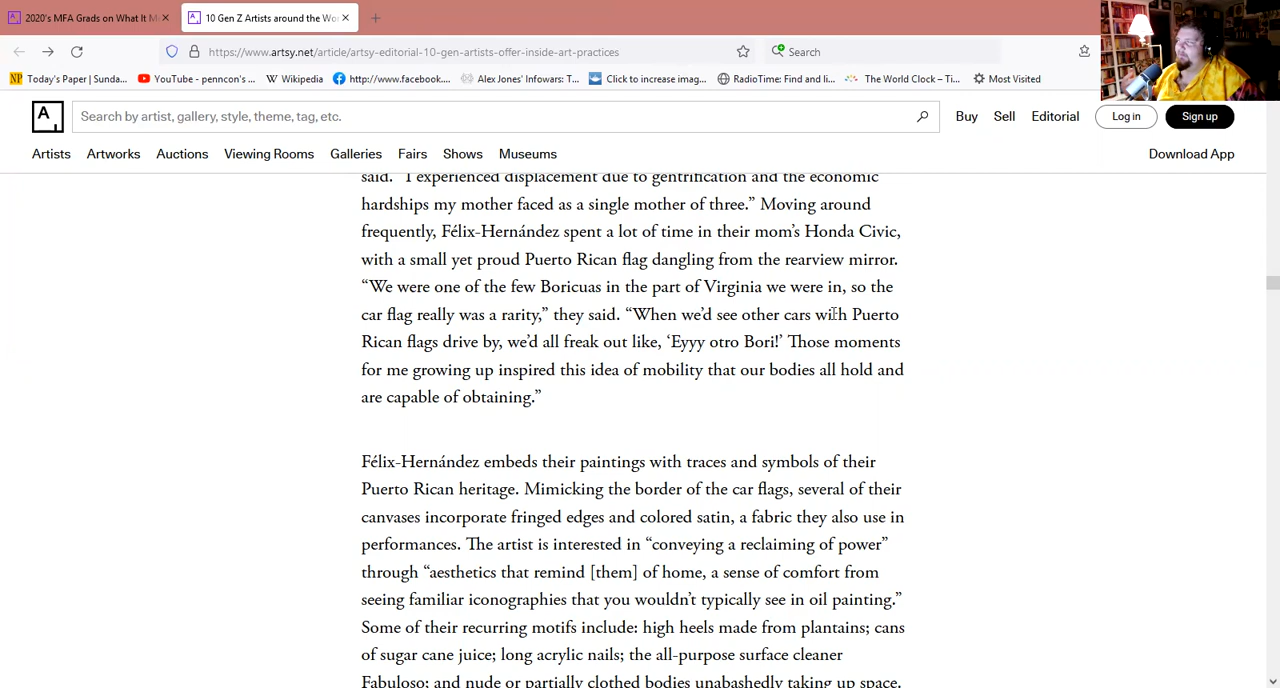 2020's MFA Grads on What It M
10 Gen Z Artists around the Wo
https://www.artsy.net/article/artsy-editorial-10-gen-artists-offer-inside-art-practices
Search
Today's Paper | Sunda...
YouTube - penncon's ...
Wikipedia
http://www.facebook....
Alex Jones' Infowars: T...
Click to increase imag...
RadioTime: Find and li...
The World Clock – Ti...
Most Visited
A
Search by artist, gallery, style, theme, tag, etc.
Buy
Sell
Editorial
Log in
Sign up
Artists
Artworks
Auctions
Viewing Rooms
Galleries
Fairs
Shows
Museums
Download App
said. “I experienced displacement due to gentrification and the economic
hardships my mother faced as a single mother of three.” Moving around
frequently, Félix-Hernández spent a lot of time in their mom’s Honda Civic,
with a small yet proud Puerto Rican flag dangling from the rearview mirror.
“We were one of the few Boricuas in the part of Virginia we were in, so the
car flag really was a rarity,” they said. “When we’d see other cars with Puerto
Rican flags drive by, we’d all freak out like, ‘Eyyy otro Bori!’ Those moments
for me growing up inspired this idea of mobility that our bodies all hold and
are capable of obtaining.”
Félix-Hernández embeds their paintings with traces and symbols of their
Puerto Rican heritage. Mimicking the border of the car flags, several of their
canvases incorporate fringed edges and colored satin, a fabric they also use in
performances. The artist is interested in “conveying a reclaiming of power”
through “aesthetics that remind [them] of home, a sense of comfort from
seeing familiar iconographies that you wouldn’t typically see in oil painting.”
Some of their recurring motifs include: high heels made from plantains; cans
of sugar cane juice; long acrylic nails; the all-purpose surface cleaner
Fabuloso; and nude or partially clothed bodies unabashedly taking up space.